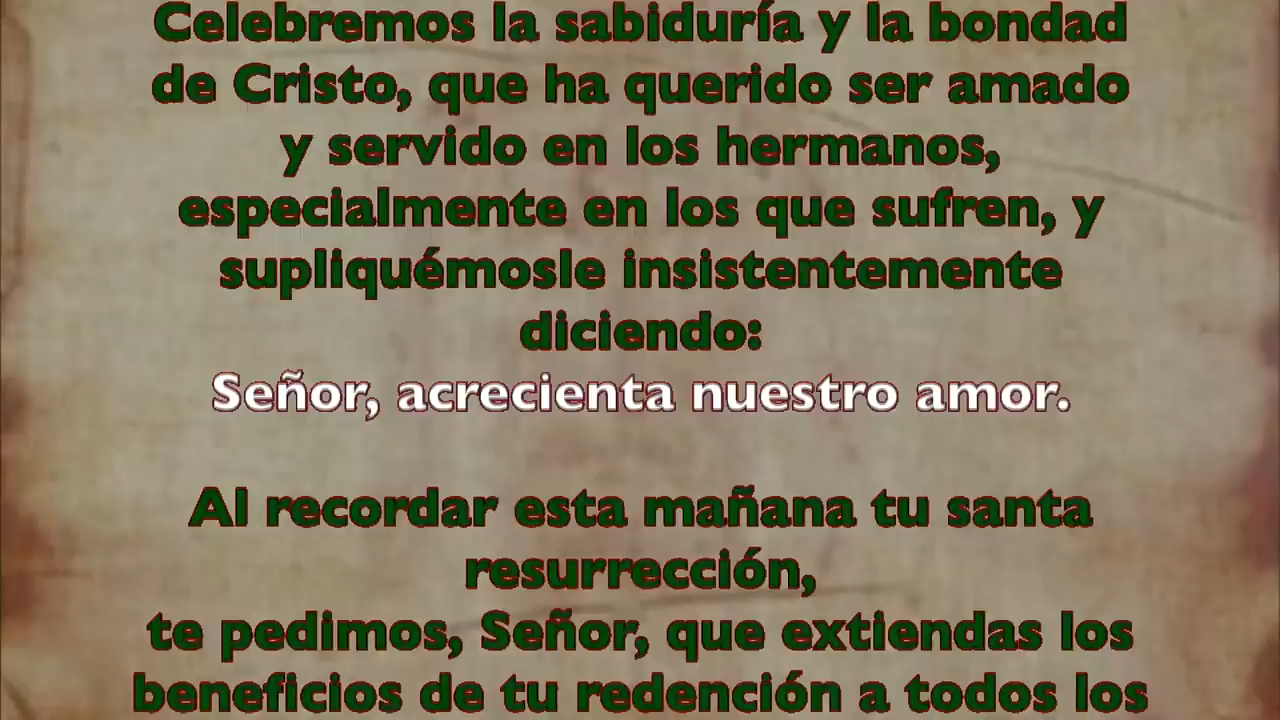 Celebremos la sabiduría y la bondad
de Cristo, que ha querido ser amado
y servido en los hermanos,
especialmente en los que sufren, y
supliquémosle insistentemente
diciendo:
Señor, acrecienta nuestro amor.
Al recordar esta mañana tu santa
resurrección,
te pedimos, Señor, que extiendas los
beneficios de tu redención a todos los